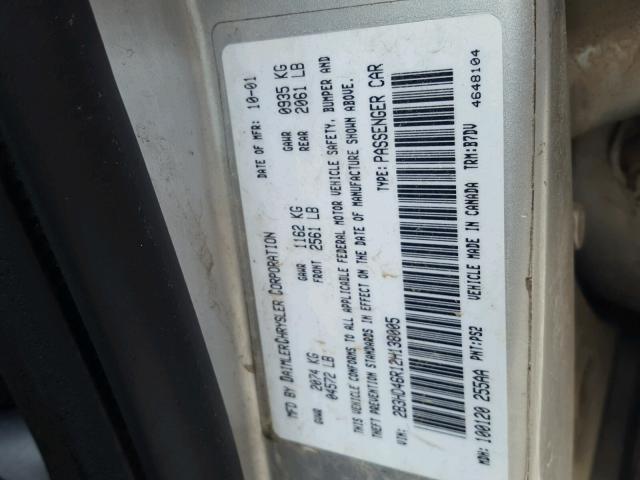 MFD BY DAIMLERCHRYSLER CORPORATION DATE OF MFR: 10-01
GVWR 2074 KG 04572 LB GAWR FRONT 1162 KG 2561 LB GAWR REAR 0935 KG 2061 LB
THIS VEHICLE CONFORMS TO ALL APPLICABLE FEDERAL MOTOR VEHICLE SAFETY, BUMPER AND
THEFT PREVENTION STANDARDS IN EFFECT ON THE DATE OF MANUFACTURE SHOWN ABOVE.
VIN: 2B3HD46R12H138005 TYPE: PASSENGER CAR
MDH: 100120 255AA PNT: PS2 VEHICLE MADE IN CANADA TRM: B7DV
4648104